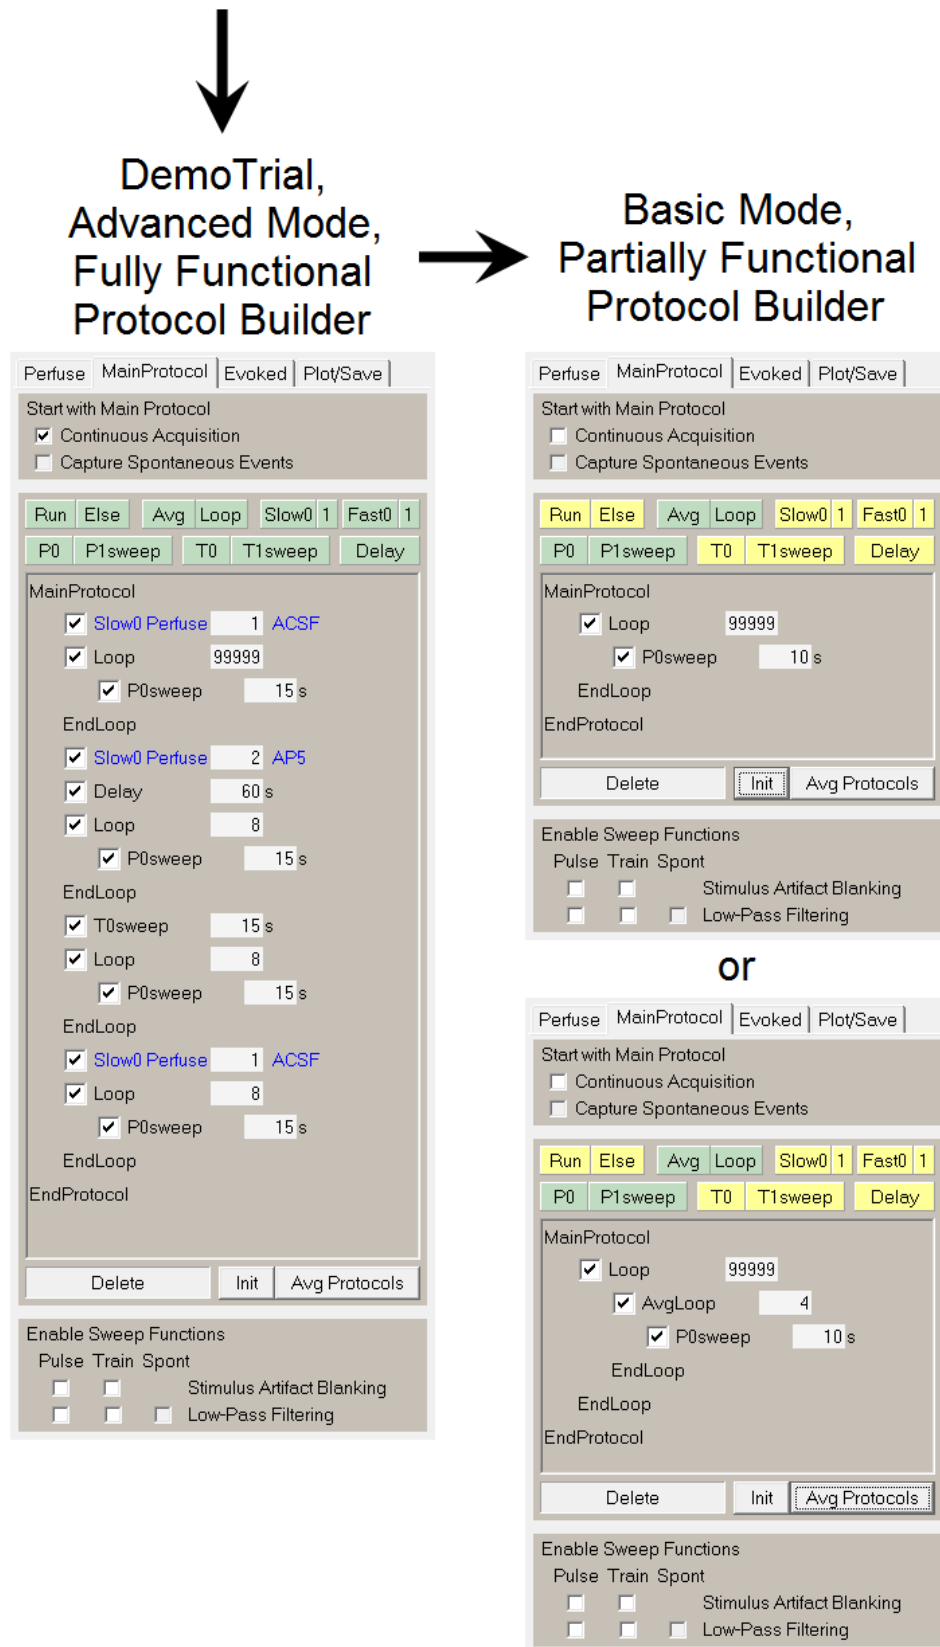 DemoTrial,
Advanced Mode,
Fully Functional
Protocol Builder
Perfuse MainProtocol Evoked Plot/Save
Start with Main Protocol
Continuous Acquisition
Capture Spontaneous Events
Run Else Avg Loop Slow0 1 Fast0 1
P0 P1sweep T0 T1sweep Delay
MainProtocol
Slow0 Perfuse 1 ACSF
Loop 99999
P0sweep 15 s
EndLoop
Slow0 Perfuse 2 AP5
Delay 60 s
Loop 8
P0sweep 15 s
EndLoop
T0sweep 15 s
Loop 8
P0sweep 15 s
EndLoop
Slow0 Perfuse 1 ACSF
Loop 8
P0sweep 15 s
EndLoop
EndProtocol
Delete Init Avg Protocols
Enable Sweep Functions
Pulse Train Spont
Stimulus Artifact Blanking
Low-Pass Filtering
Basic Mode,
Partially Functional
Protocol Builder
Perfuse MainProtocol Evoked Plot/Save
Start with Main Protocol
Continuous Acquisition
Capture Spontaneous Events
Run Else Avg Loop Slow0 1 Fast0 1
P0 P1sweep T0 T1sweep Delay
MainProtocol
Loop 99999
P0sweep 10 s
EndLoop
EndProtocol
Delete Init Avg Protocols
Enable Sweep Functions
Pulse Train Spont
Stimulus Artifact Blanking
Low-Pass Filtering
or
Perfuse MainProtocol Evoked Plot/Save
Start with Main Protocol
Continuous Acquisition
Capture Spontaneous Events
Run Else Avg Loop Slow0 1 Fast0 1
P0 P1sweep T0 T1sweep Delay
MainProtocol
Loop 99999
AvgLoop 4
P0sweep 10 s
EndLoop
EndLoop
EndProtocol
Delete Init Avg Protocols
Enable Sweep Functions
Pulse Train Spont
Stimulus Artifact Blanking
Low-Pass Filtering